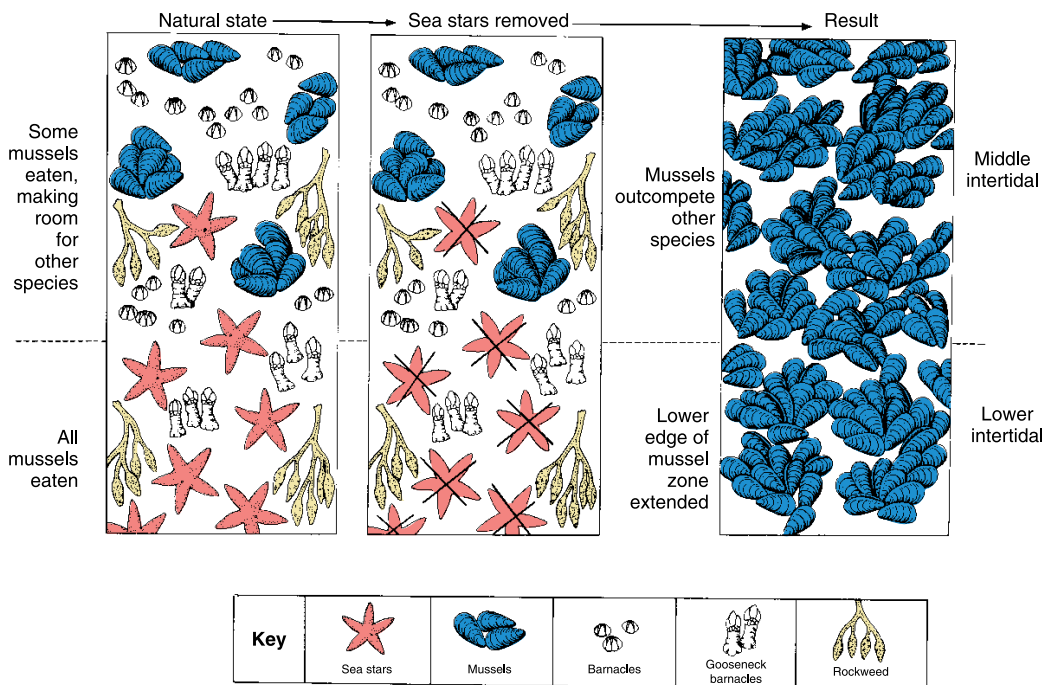 Natural state
Sea stars removed
Result
Some
mussels
eaten,
making
room
for
other
species
All
mussels
eaten
Mussels
outcompete
other
species
Lower
edge of
mussel
zone
extended
Middle
intertidal
Lower
intertidal
Key
Sea stars
Mussels
Barnacles
Gooseneck
barnacles
Rockweed